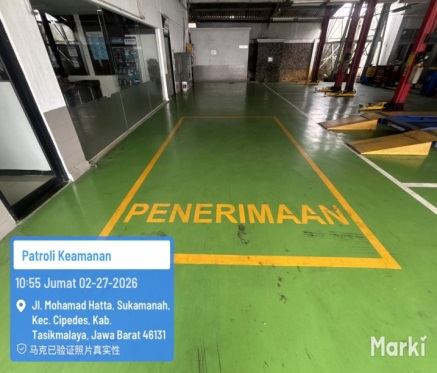 PENERIMAAN
Patroli Keamanan
10:55 Jumat 02-27-2026
Jl. Mohamad Hatta, Sukamanah,
Kec. Cipedes, Kab.
Tasikmalaya, Jawa Barat 46131
马克已验证照片真实性
Marki